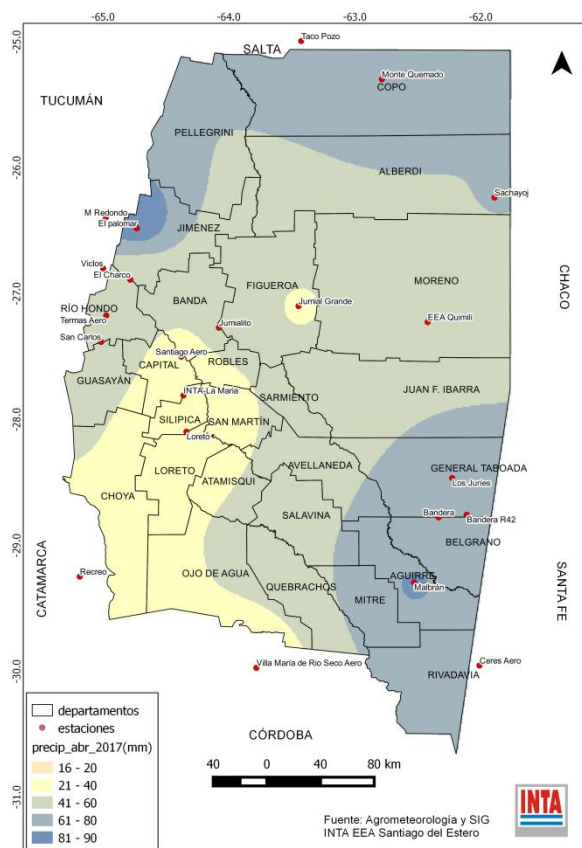 -65.0
-64.0
-63.0
-62.0
-25.0
Taco Pozo
SALTA
Monte Quemado
COPO
TUCUMÁN
PELLEGRINI
-26.0
ALBERDI
Sachayoj
M Redondo
El palomar
JIMÉNEZ
Viclos
El Charco
FIGUEROA
MORENO
CHACO
-27.0
BANDA
Jumial Grande
RÍO HONDO
Termas Aero
Jumialito
EEA Quimilí
San Carlos
CAPITAL
Santiago Aero
ROBLES
GUASAYÁN
INTA-La Maria
SARMIENTO
JUAN F. IBARRA
-28.0
SILIPICA
SAN MARTÍN
Loreto
AVELLANEDA
GENERAL TABOADA
LORETO
ATAMISQUI
Los Juríes
CHOYA
SALAVINA
Bandera
Bandera R42
-29.0
BELGRANO
CATAMARCA
Recreo
OJO DE AGUA
QUEBRACHOS
AGUIRRE
Malbrán
MITRE
SANTA FE
-30.0
Villa María de Rio Seco Aero
Ceres Aero
RIVADAVIA
departamentos
estaciones
CÓRDOBA
precip_abr_2017(mm)
16 - 20
21 - 40
41 - 60
61 - 80
81 - 90
40 0 40 80 km
-31.0
INTA
Fuente: Agrometeorología y SIG
INTA EEA Santiago del Estero